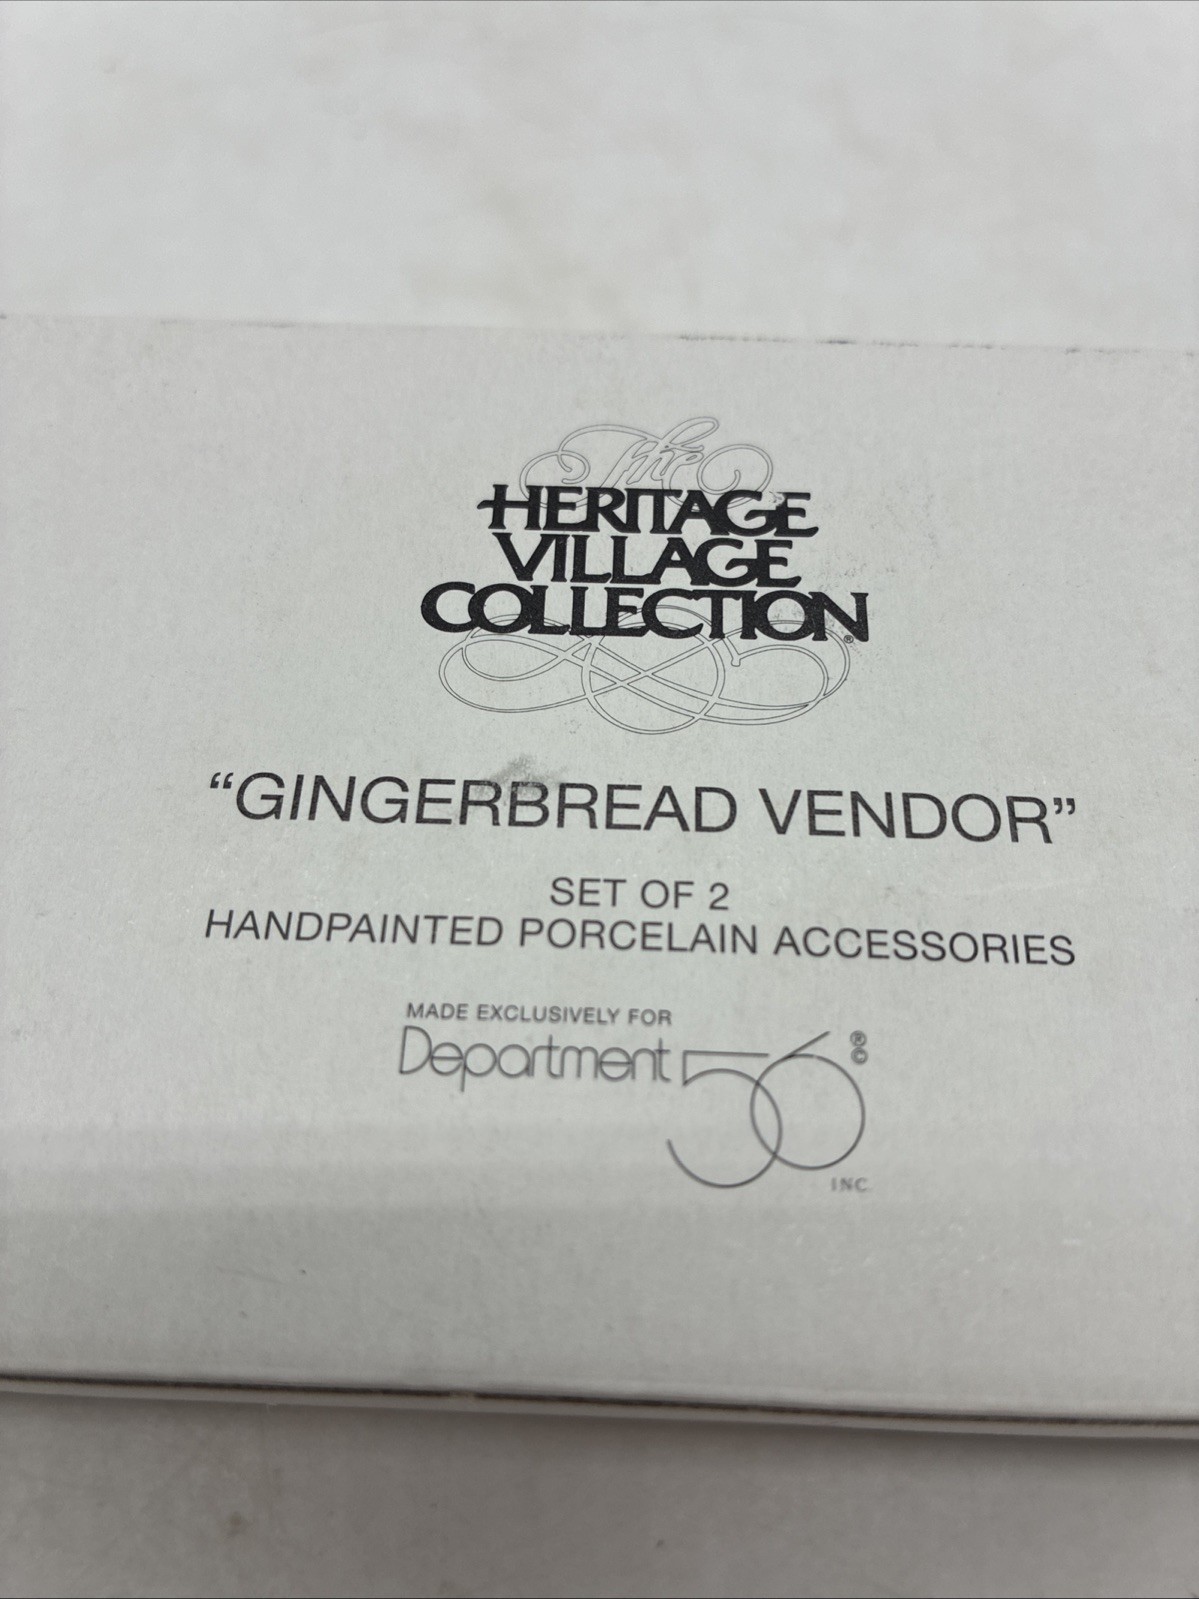 The
HERITAGE
VILLAGE
COLLECTION®
“GINGERBREAD VENDOR”
SET OF 2
HANDPAINTED PORCELAIN ACCESSORIES
MADE EXCLUSIVELY FOR
Department 56 ® ©
INC.